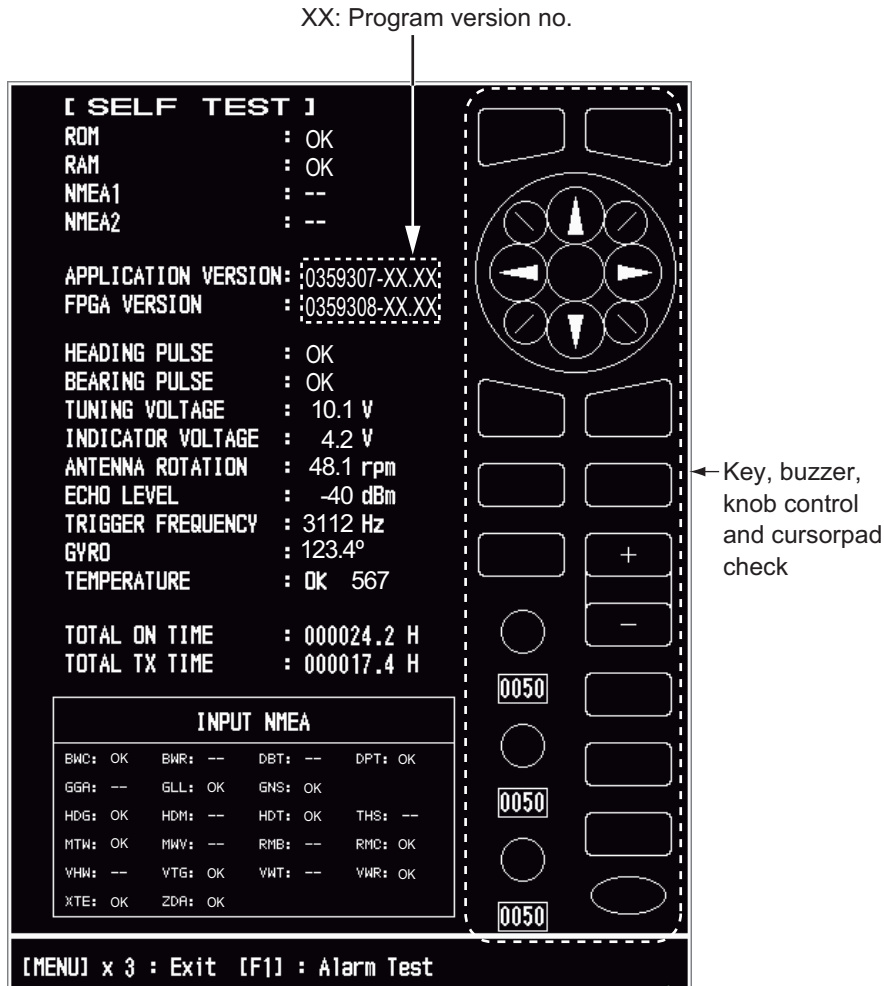 XX: Program version no.
[ SELF TEST ]
ROM : OK
RAM : OK
NMEA1 : --
NMEA2 : --
APPLICATION VERSION: 0359307-XX.XX
FPGA VERSION : 0359308-XX.XX
HEADING PULSE : OK
BEARING PULSE : OK
TUNING VOLTAGE : 10.1 V
INDICATOR VOLTAGE : 4.2 V
ANTENNA ROTATION : 48.1 rpm
ECHO LEVEL : -40 dBm
TRIGGER FREQUENCY : 3112 Hz
GYRO : 123.4º
TEMPERATURE : OK 567
TOTAL ON TIME : 000024.2 H
TOTAL TX TIME : 000017.4 H
INPUT NMEA
BWC: OK BWR: -- DBT: -- DPT: OK
GGA: -- GLL: OK GNS: OK
HDG: OK HDM: -- HDT: OK THS: --
MTW: OK MWV: -- RMB: -- RMC: OK
VHW: -- VTG: OK VWT: -- VWR: OK
XTE: OK ZDA: OK
+
−
0050
0050
0050
Key, buzzer,
knob control
and cursorpad
check
[MENU] x 3 : Exit [F1] : Alarm Test